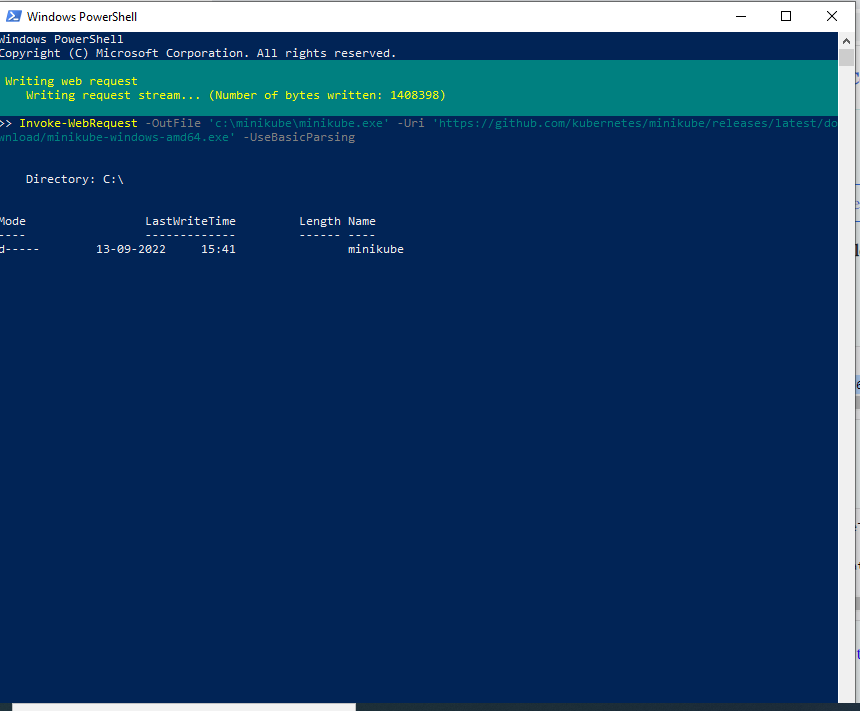 Windows PowerShell
Windows PowerShell
Copyright (C) Microsoft Corporation. All rights reserved.
Writing web request
Writing request stream... (Number of bytes written: 1408398)
>> Invoke-WebRequest -OutFile 'c:\minikube\minikube.exe' -Uri 'https://github.com/kubernetes/minikube/releases/latest/do
wnload/minikube-windows-amd64.exe' -UseBasicParsing
Directory: C:\
Mode LastWriteTime Length Name
---- ------------- ------ ----
d----- 13-09-2022 15:41 minikube